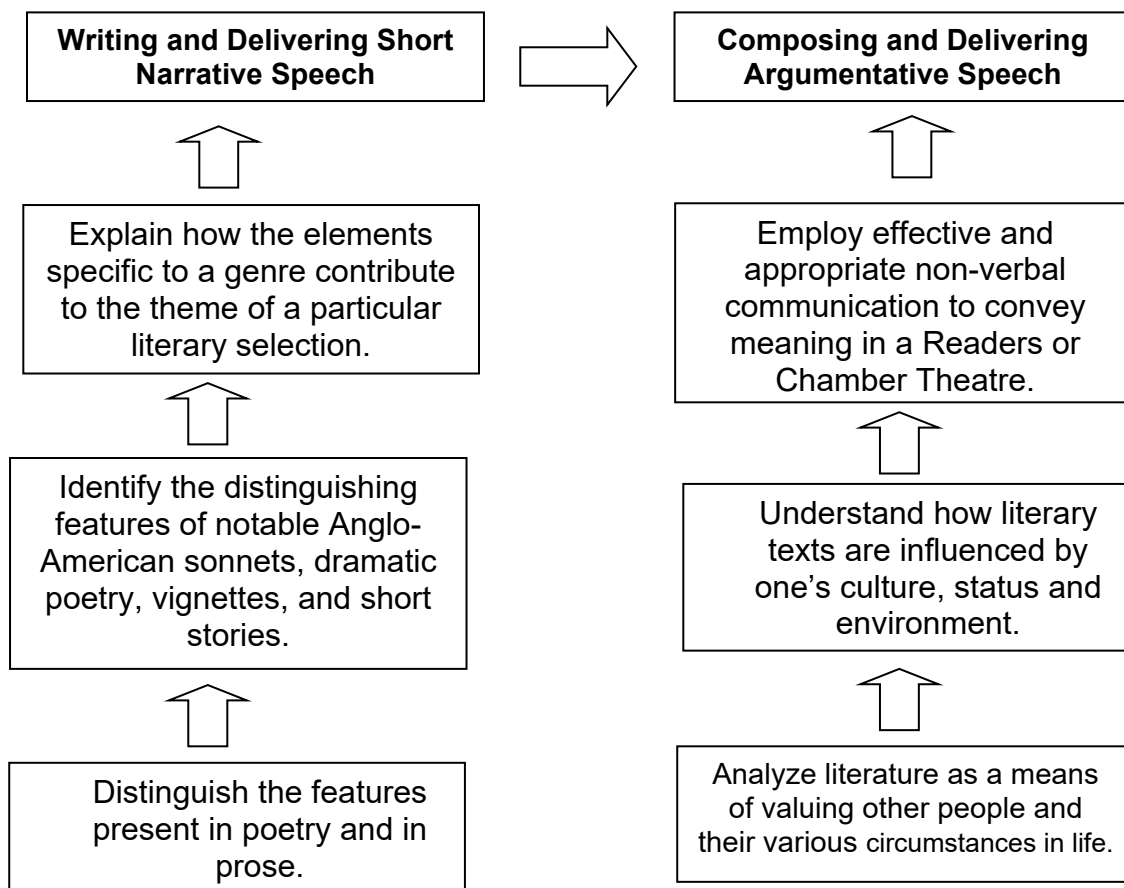 Writing and Delivering Short
Narrative Speech
Explain how the elements
specific to a genre contribute
to the theme of a particular
literary selection.
Identify the distinguishing
features of notable Anglo-
American sonnets, dramatic
poetry, vignettes, and short
stories.
Distinguish the features
present in poetry and in
prose.
Composing and Delivering
Argumentative Speech
Employ effective and
appropriate non-verbal
communication to convey
meaning in a Readers or
Chamber Theatre.
Understand how literary
texts are influenced by
one’s culture, status and
environment.
Analyze literature as a means
of valuing other people and
their various circumstances in life.